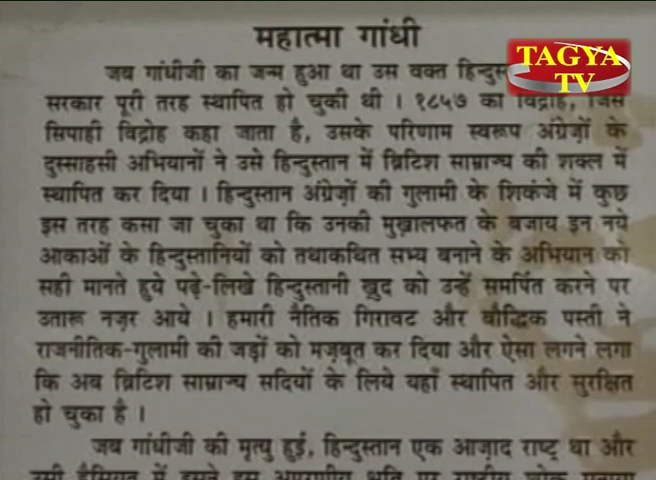 महात्मा गांधी
TAGYA
TV
जब गांधीजी का जन्म हुआ था उस वक्त
सरकार पूरी तरह स्थापित हो चुकी थी । १८५७ का विद्रोह, जिसे
सिपाही विद्रोह कहा जाता है, उसके परिणाम स्वरूप अंग्रेज़ों के
दुस्साहसी अभियानों ने उसे हिन्दुस्तान में ब्रिटिश साम्राज्य की शक्ल में
स्थापित कर दिया । हिन्दुस्तान अंग्रेज़ों की गुलामी के शिकंजे में कुछ
इस तरह कसा जा चुका था कि उनकी मुख़ालफत के बजाय इन नये
आकाओं के हिन्दुस्तानियों को तथाकथित सभ्य बनाने के अभियान को
सही मानते हुये पढ़े-लिखे हिन्दुस्तानी ख़ुद को उन्हें समर्पित करने पर
उतारू नज़र आये । हमारी नैतिक गिरावट और बौद्धिक पस्ती ने
राजनीतिक-गुलामी की जड़ों को मज़बूत कर दिया और ऐसा लगने लगा
कि अब ब्रिटिश साम्राज्य सदियों के लिये यहाँ स्थापित और सुरक्षित
हो चुका है ।
जब गांधीजी की मृत्यु हुई, हिन्दुस्तान एक आज़ाद राष्ट्र था और